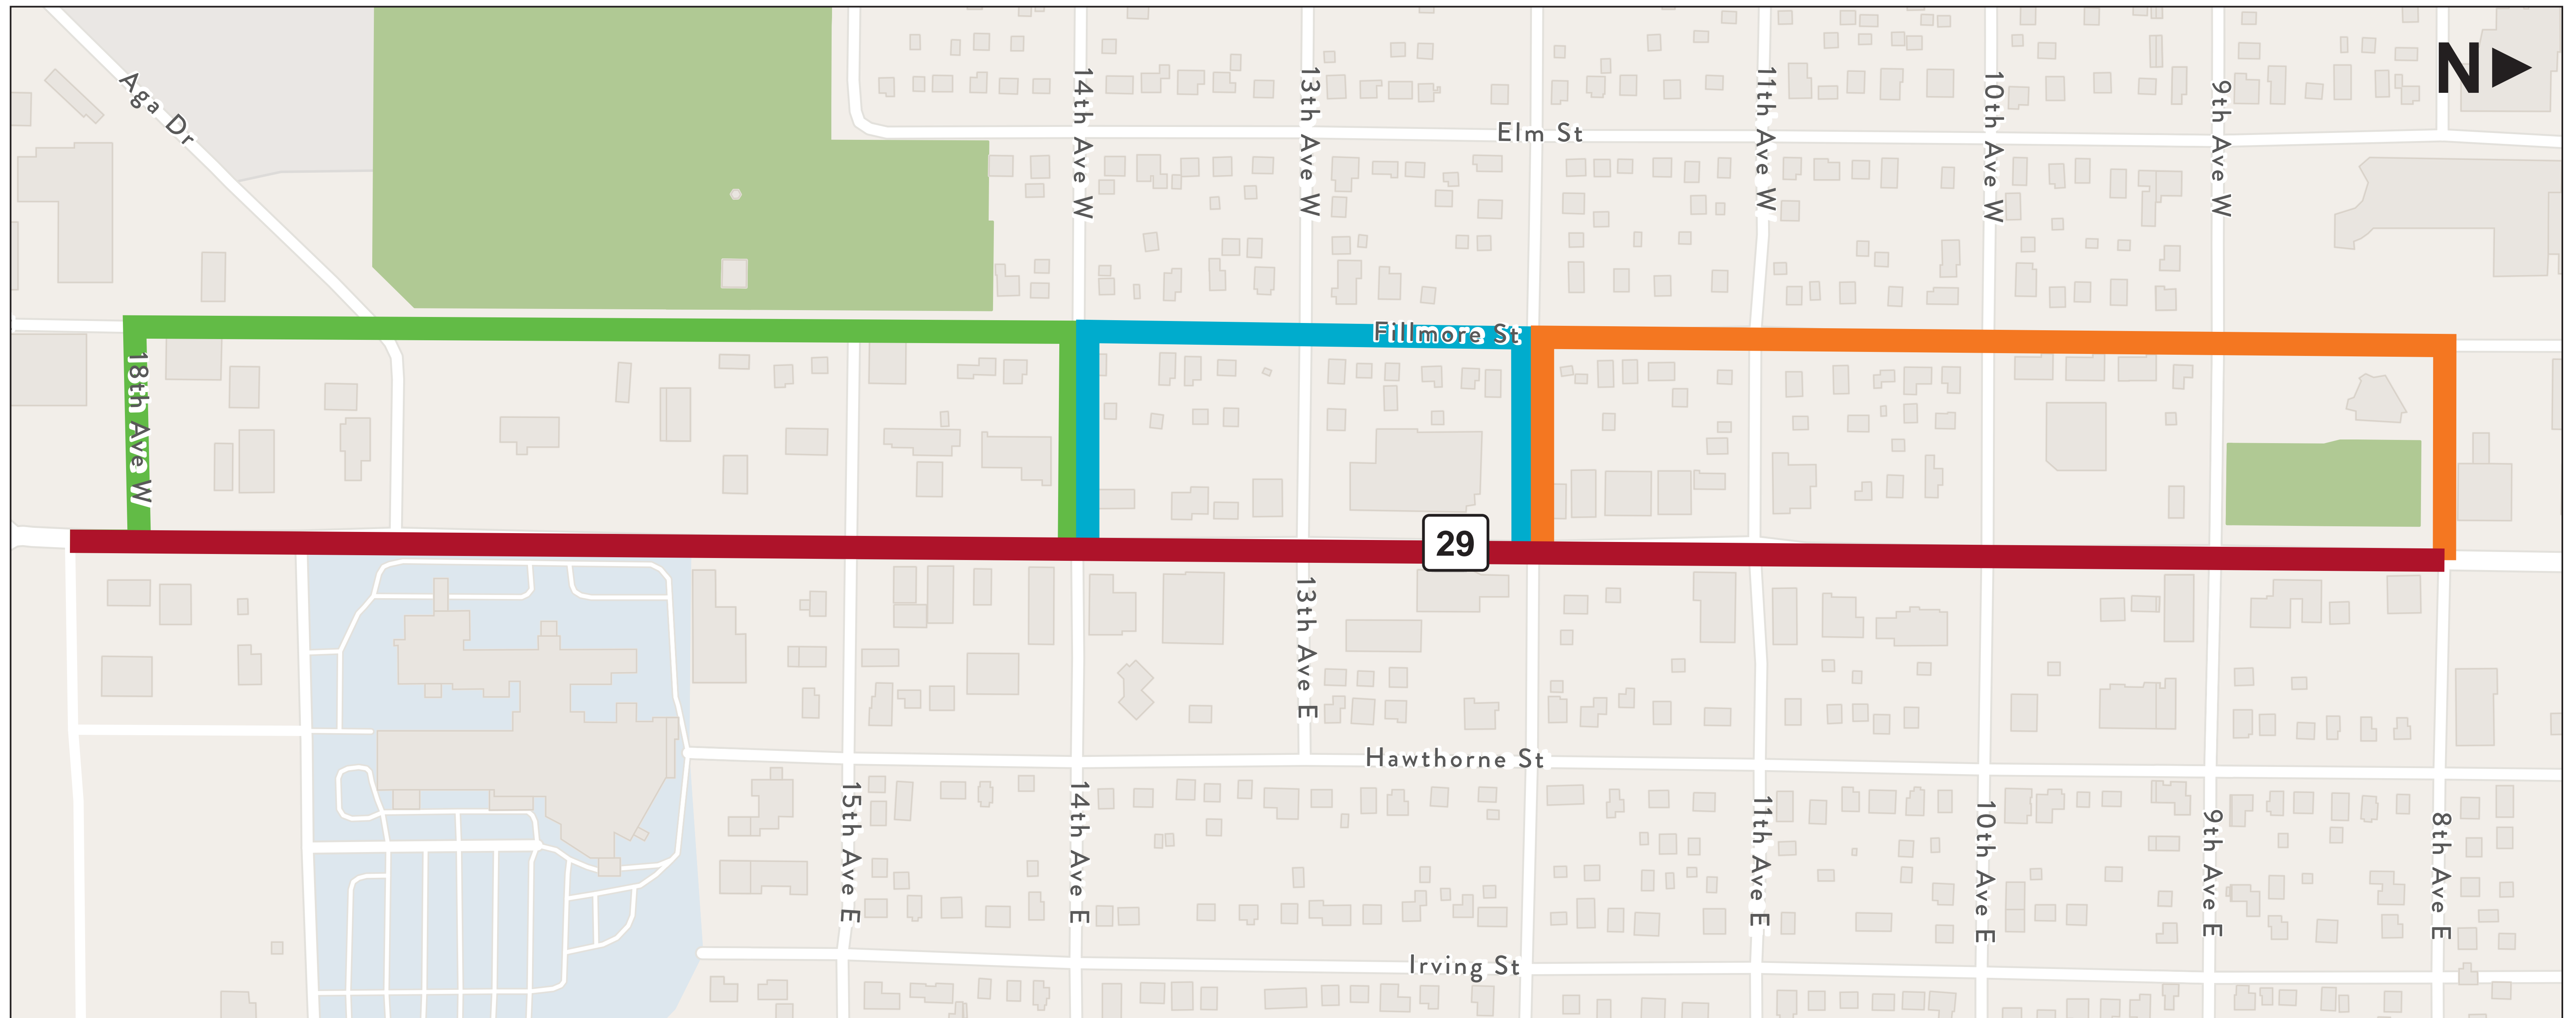 N
Aga Dr
14th Ave W
13th Ave W
Elm St
11th Ave W
10th Ave W
9th Ave W
Fillmore St
18th Ave W
29
13th Ave E
Hawthorne St
15th Ave E
14th Ave E
11th Ave E
10th Ave E
9th Ave E
8th Ave E
Irving St